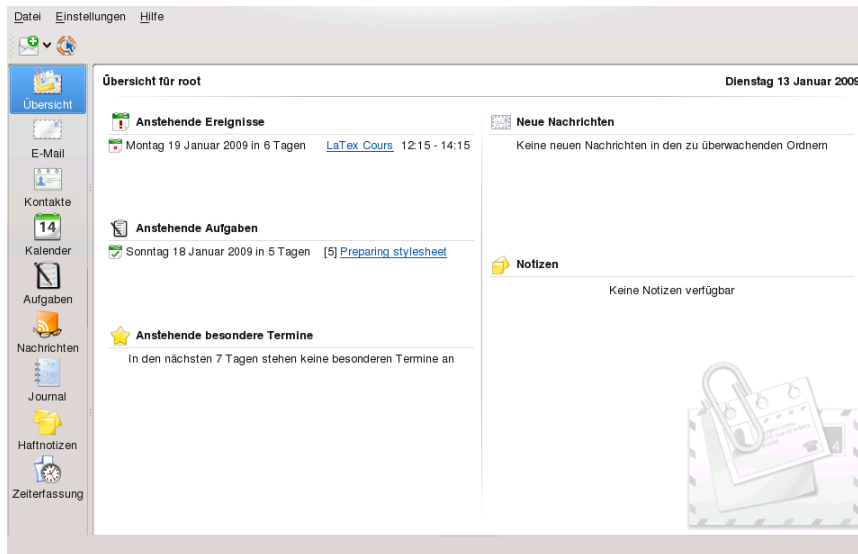 Datei Einstellungen Hilfe
Übersicht für root
Dienstag 13 Januar 2009
Übersicht
E-Mail
Kontakte
14
Kalender
Aufgaben
Nachrichten
Journal
Haftnotizen
Zeiterfassung
Anstehende Ereignisse
Montag 19 Januar 2009 in 6 Tagen LaTex Cours 12:15 - 14:15
Anstehende Aufgaben
Sonntag 18 Januar 2009 in 5 Tagen [5] Preparing stylesheet
Anstehende besondere Termine
In den nächsten 7 Tagen stehen keine besonderen Termine an
Neue Nachrichten
Keine neuen Nachrichten in den zu überwachenden Ordnern
Notizen
Keine Notizen verfügbar
4